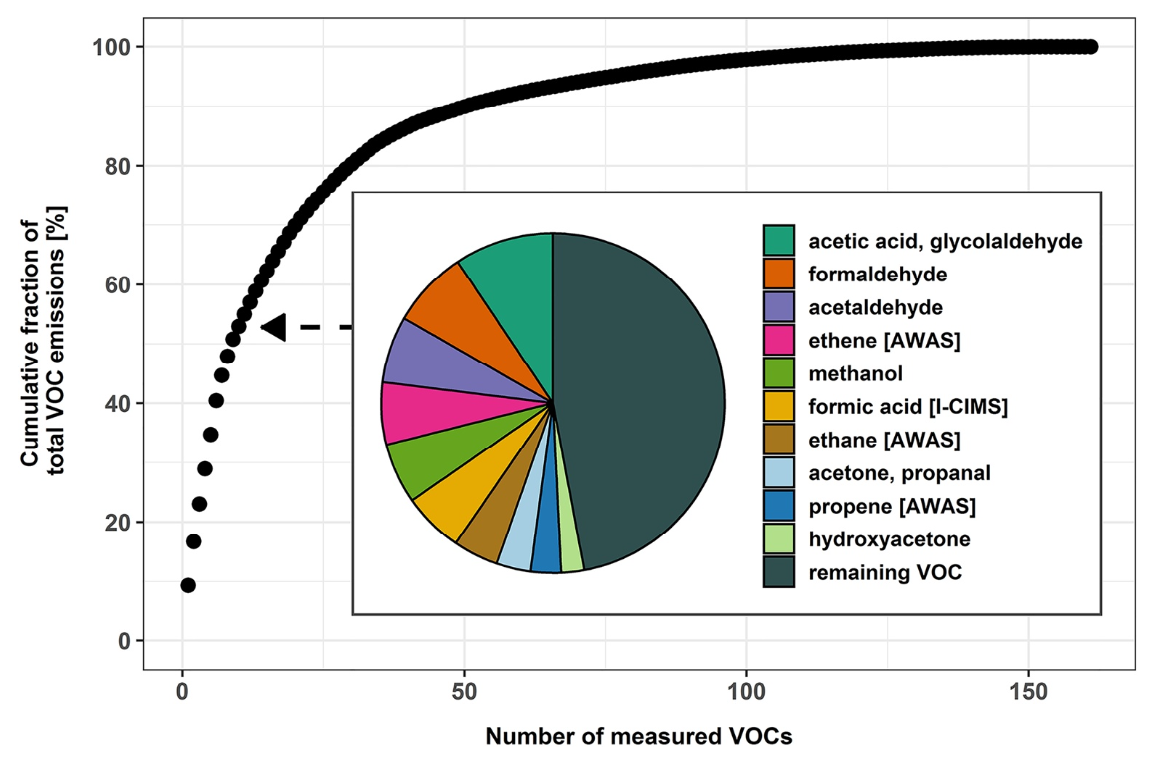 Cumulative fraction of
total VOC emissions [%]
100
80
60
40
20
0
acetic acid, glycolaldehyde
formaldehyde
acetaldehyde
ethene [AWAS]
methanol
formic acid [I-CIMS]
ethane [AWAS]
acetone, propanal
propene [AWAS]
hydroxyacetone
remaining VOC
0 50 100 150
Number of measured VOCs